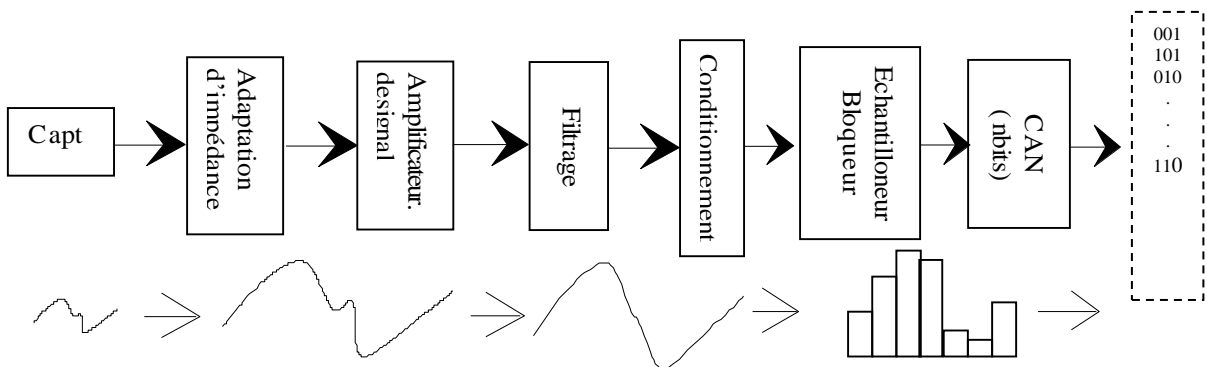 Capt
Adaptation
d'impédance
Amplificateur.
designal
Filtrage
Conditionnement
Echantilloneur
Bloqueur
CAN
( nbits)
001
101
010
.
.
.
110